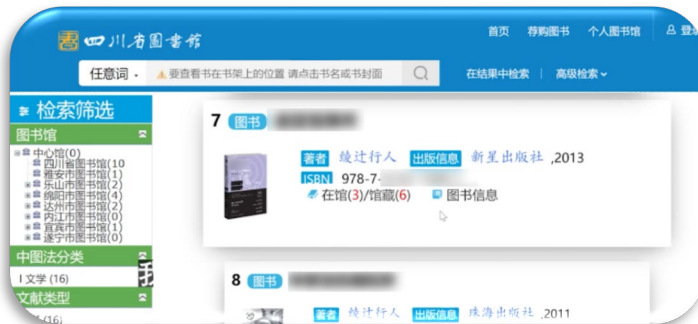 四川省图书馆
首页 荐购图书 个人图书馆 登录
任意词 要查看书在书架上的位置 请点击书名或书封面 在结果中检索 高级检索
检索筛选
图书馆
中心馆(0)
四川省图书馆(10
雅安市图书馆(1)
乐山市图书馆(2)
绵阳市图书馆(4)
达州市图书馆(2)
内江市图书馆(0)
宜宾市图书馆(1)
遂宁市图书馆(0)
中图法分类
I 文学 (16)
文献类型
(16)
7 图书
著者 绫辻行人 出版信息 新星出版社 ,2013
ISBN 978-7-
在馆(3)/馆藏(6) 图书信息
8 图书
著者 绫辻行人 出版信息 珠海出版社 ,2011